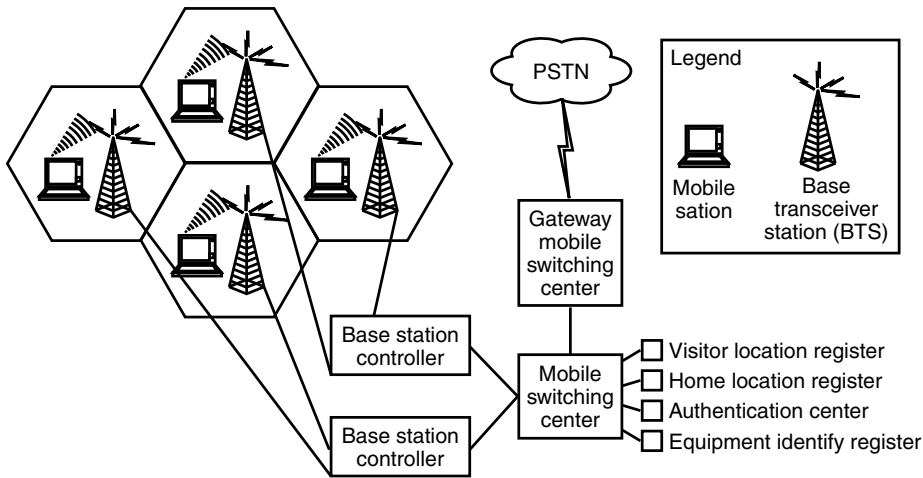 PSTN
Legend
Mobile
sation
Base
transceiver
station (BTS)
Gateway
mobile
switching
center
Base station
controller
Mobile
switching
center
Base station
controller
Visitor location register
Home location register
Authentication center
Equipment identify register